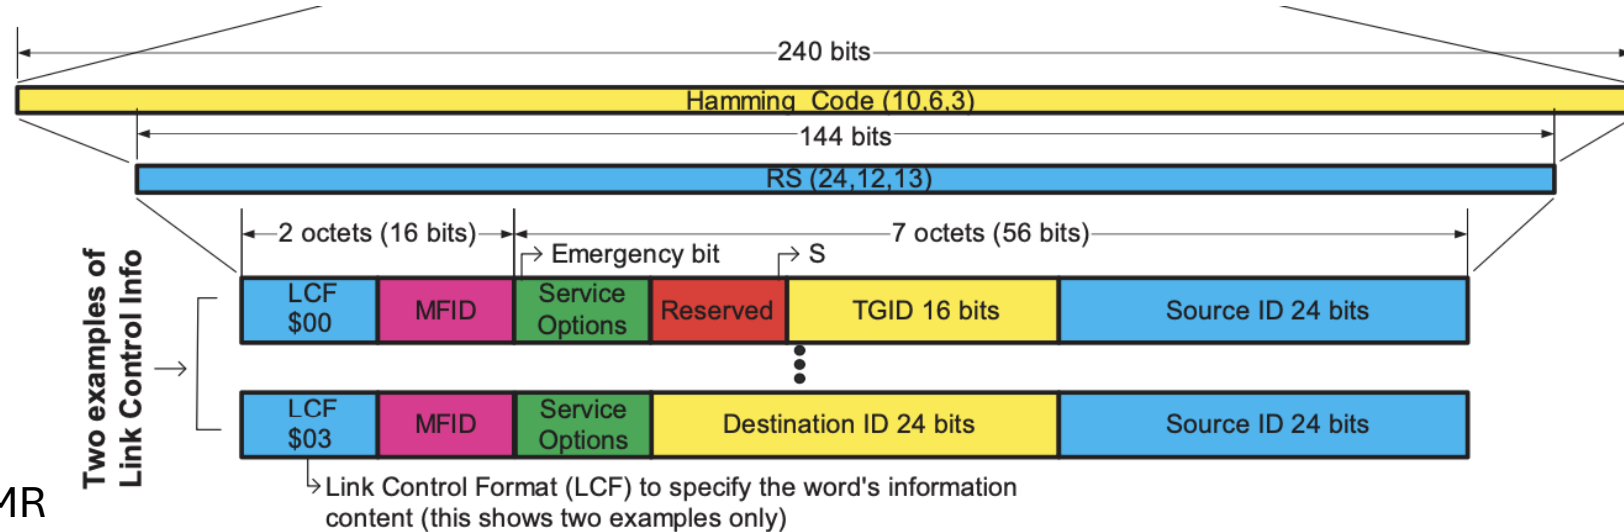 240 bits
Hamming Code (10,6,3)
144 bits
RS (24,12,13)
2 octets (16 bits)
7 octets (56 bits)
Emergency bit
S
Two examples of
Link Control Info
LCF
$00
MFID
Service
Options
Reserved
TGID 16 bits
Source ID 24 bits
LCF
$03
MFID
Service
Options
Destination ID 24 bits
Source ID 24 bits
Link Control Format (LCF) to specify the word's information
content (this shows two examples only)
MR